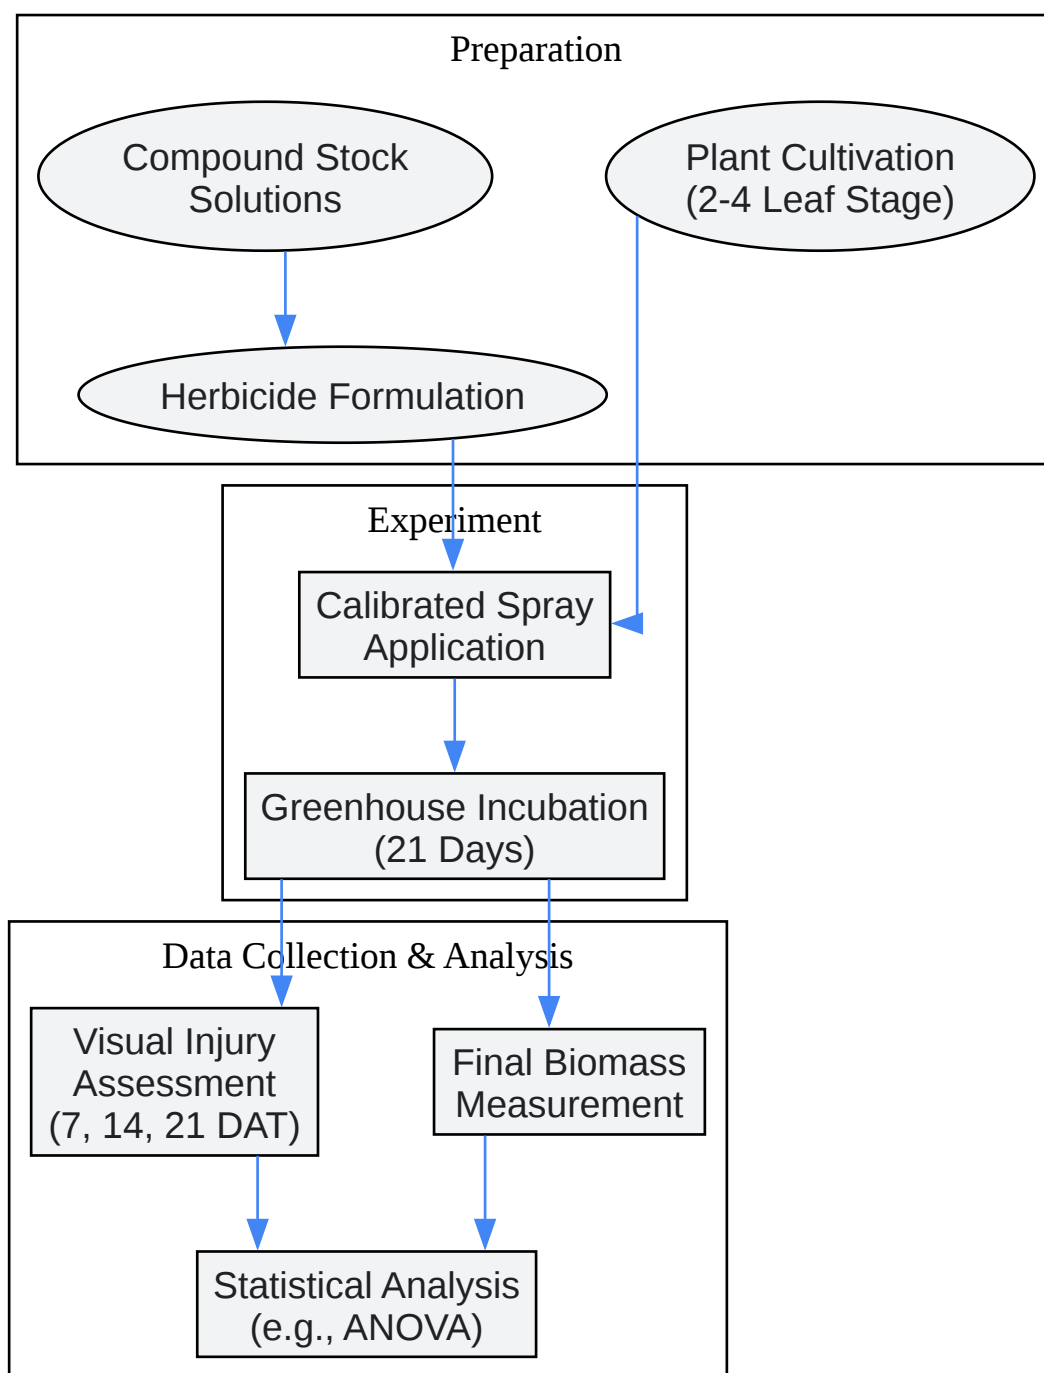 Preparation
Compound Stock
Solutions
Plant Cultivation
(2-4 Leaf Stage)
Herbicide Formulation
Experiment
Calibrated Spray
Application
Greenhouse Incubation
(21 Days)
Data Collection & Analysis
Visual Injury
Assessment
(7, 14, 21 DAT)
Final Biomass
Measurement
Statistical Analysis
(e.g., ANOVA)